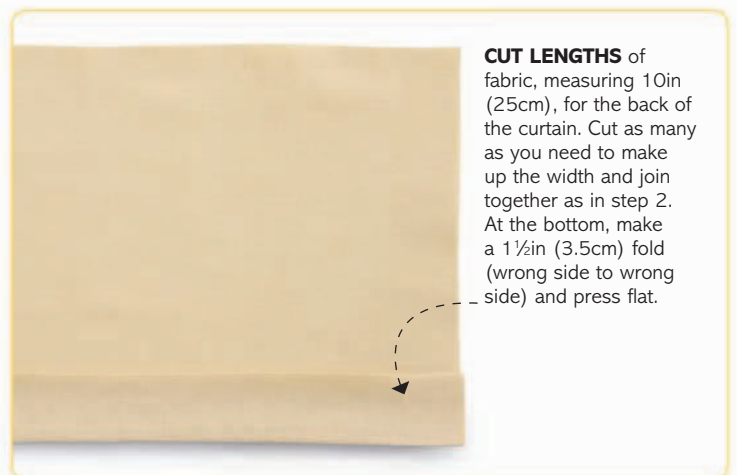 CUT LENGTHS of
fabric, measuring 10in
(25cm), for the back of
the curtain. Cut as many
as you need to make
up the width and join
together as in step 2.
At the bottom, make
a 1½in (3.5cm) fold
(wrong side to wrong
side) and press flat.